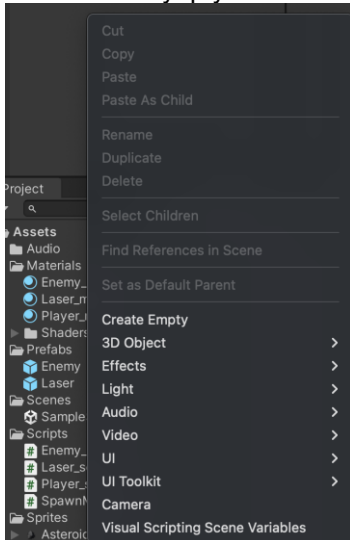 Cut
Copy
Paste
Paste As Child
Rename
Duplicate
Delete
Select Children
Find References in Scene
Set as Default Parent
Create Empty
3D Object
Effects
Light
Audio
Video
UI
UI Toolkit
Camera
Visual Scripting Scene Variables
Project
Assets
Audio
Materials
Enemy_
Laser_m
Player_
Shaders
Prefabs
Enemy
Laser
Scenes
Sample
Scripts
Enemy_
Laser_s
Player_s
SpawnM
Sprites
Asteroid